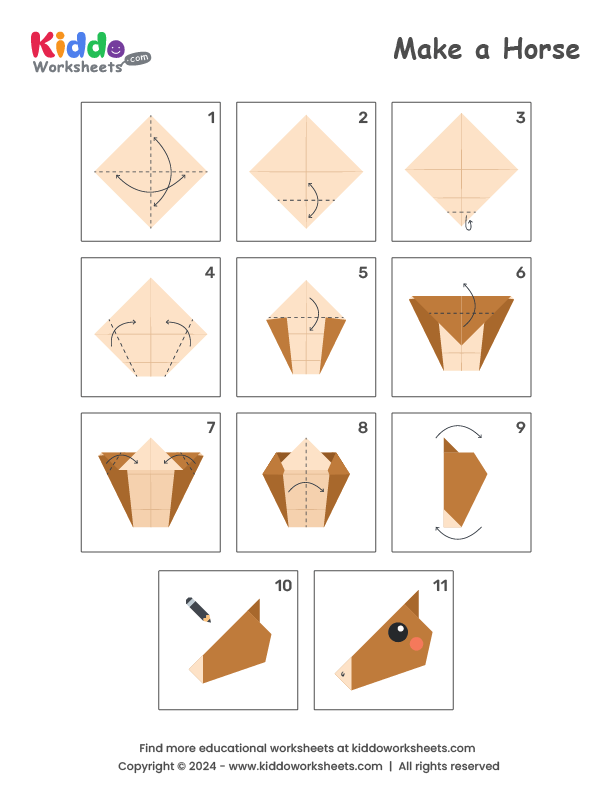 Kiddo
Worksheets.com
Make a Horse
1
2
3
4
5
6
7
8
9
10
11
Find more educational worksheets at kiddoworksheets.com
Copyright © 2024 - www.kiddoworksheets.com | All rights reserved